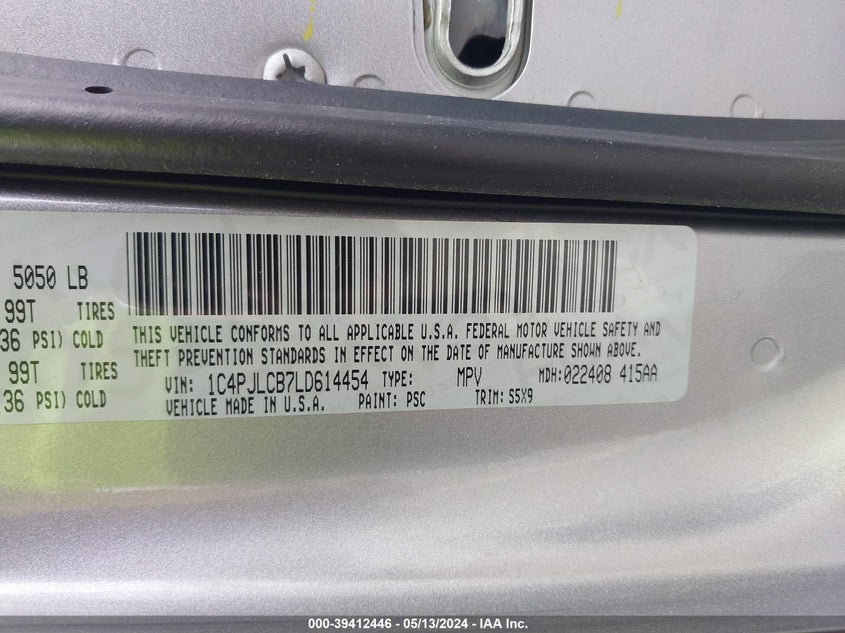 5050 LB
99T TIRES
36 PSI) COLD
99T TIRES
36 PSI) COLD
THIS VEHICLE CONFORMS TO ALL APPLICABLE U.S.A. FEDERAL MOTOR VEHICLE SAFETY AND
THEFT PREVENTION STANDARDS IN EFFECT ON THE DATE OF MANUFACTURE SHOWN ABOVE.
VIN: 1C4PJLCB7LD614454 TYPE: MPV MDH:022408 415AA
VEHICLE MADE IN U.S.A. PAINT: PSC TRIM: S5X9
000-39412446 - 05/13/2024 - IAA Inc.